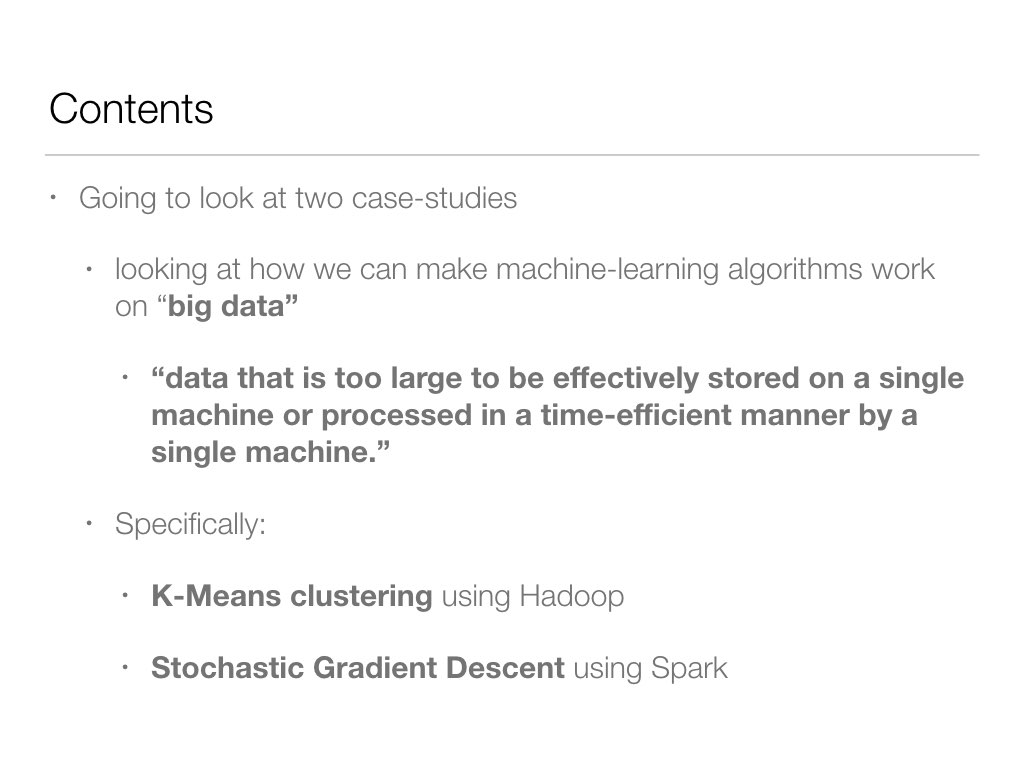 Contents
• Going to look at two case-studies
• looking at how we can make machine-learning algorithms work
on “big data”
• “data that is too large to be effectively stored on a single
machine or processed in a time-efficient manner by a
single machine.”
• Specifically:
• K-Means clustering using Hadoop
• Stochastic Gradient Descent using Spark